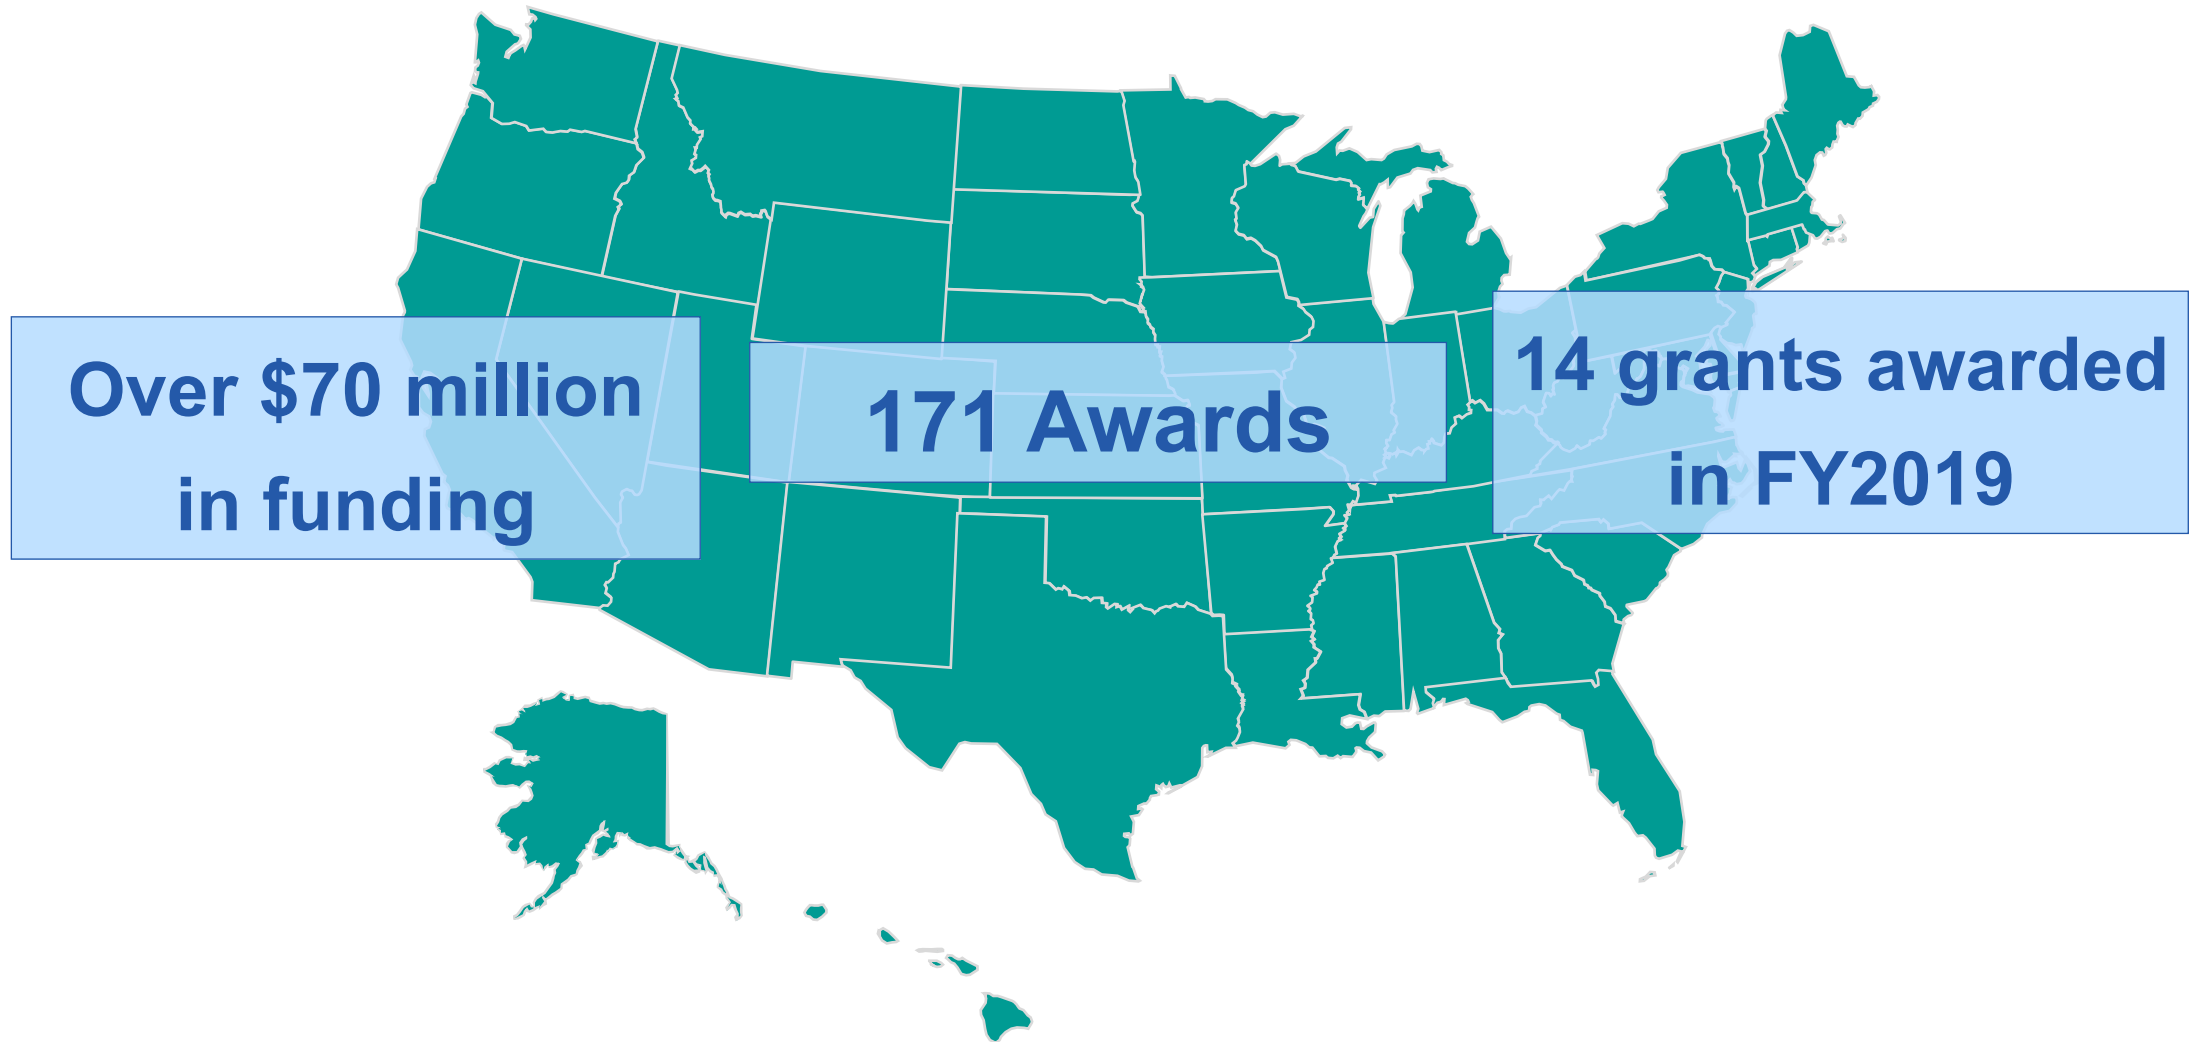 Over $70 million
in funding
171 Awards
14 grants awarded
in FY2019